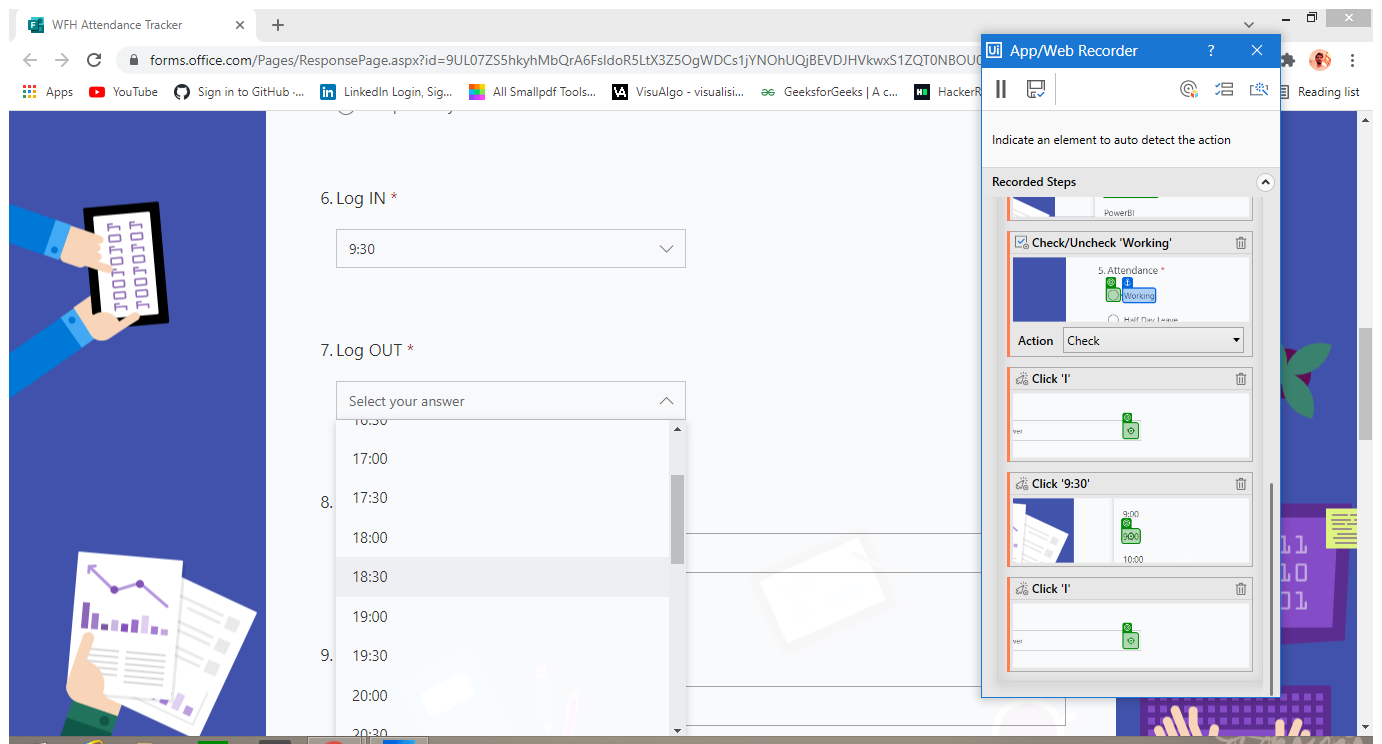 WFH Attendance Tracker
forms.office.com/Pages/ResponsePage.aspx?id=9UL07ZS5hkyhMbQrA6FsIdoR5LtX3Z5OgWDCs1jYNOhUQjBEVDJHVkwxS1ZQT0NBOU0
Apps
YouTube
Sign in to GitHub ·...
LinkedIn Login, Sig...
All Smallpdf Tools...
VisuAlgo - visualisi...
GeeksforGeeks | A c...
HackerR
Reading list
6. Log IN *
9:30
7. Log OUT *
Select your answer
16:30
17:00
17:30
18:00
18:30
19:00
19:30
20:00
20:30
8.
9.
Ui App/Web Recorder ?
Indicate an element to auto detect the action
Recorded Steps
PowerBI
Check/Uncheck 'Working'
5. Attendance *
Working
Half Day Leave
Action Check
Click 'I'
ver
Click '9:30'
9:00
10:00
Click 'I'
ver